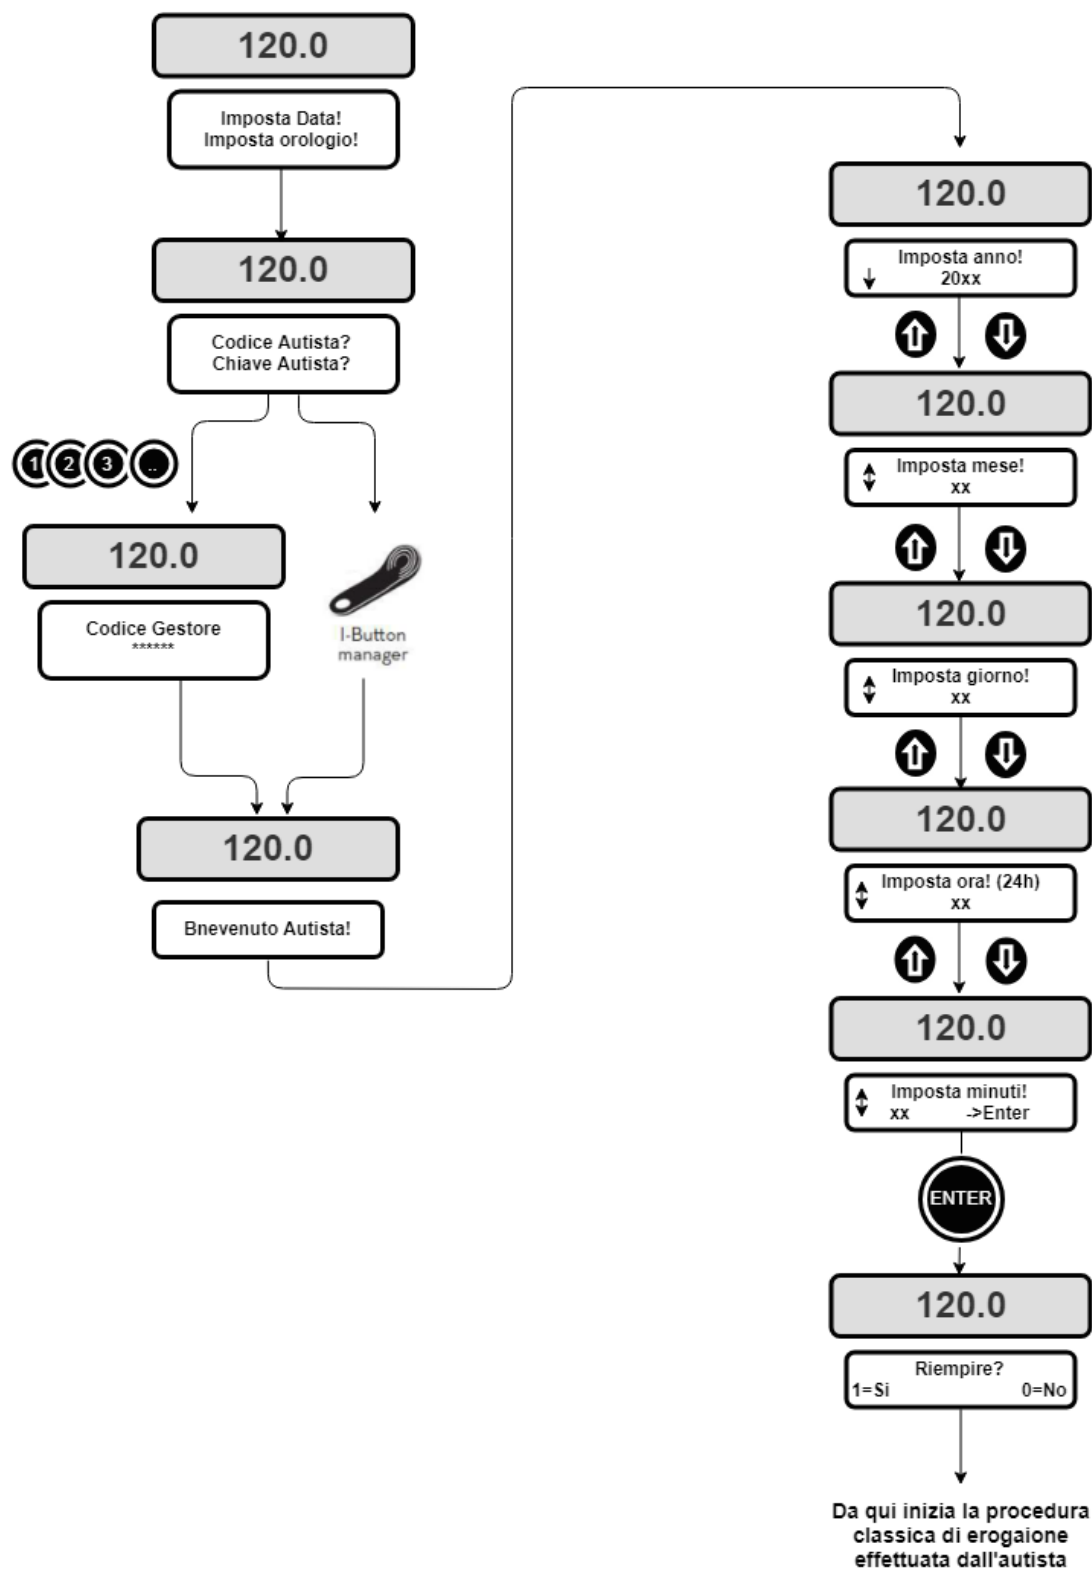 120.0
Imposta Data!
Imposta orologio!
120.0
Codice Autista?
Chiave Autista?
1 2 3 ..
120.0
Codice Gestore
******
I-Button
manager
120.0
Bnevenuto Autista!
120.0
Imposta anno!
20xx
120.0
Imposta mese!
xx
120.0
Imposta giorno!
xx
120.0
Imposta ora! (24h)
xx
120.0
Imposta minuti!
xx ->Enter
ENTER
120.0
Riempire?
1=Si 0=No
Da qui inizia la procedura
classica di erogaione
effettuata dall'autista